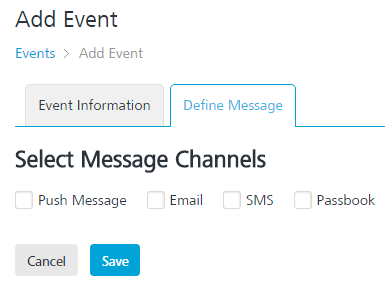 Add Event
Events > Add Event
Event Information Define Message
Select Message Channels
Push Message Email SMS Passbook
Cancel Save